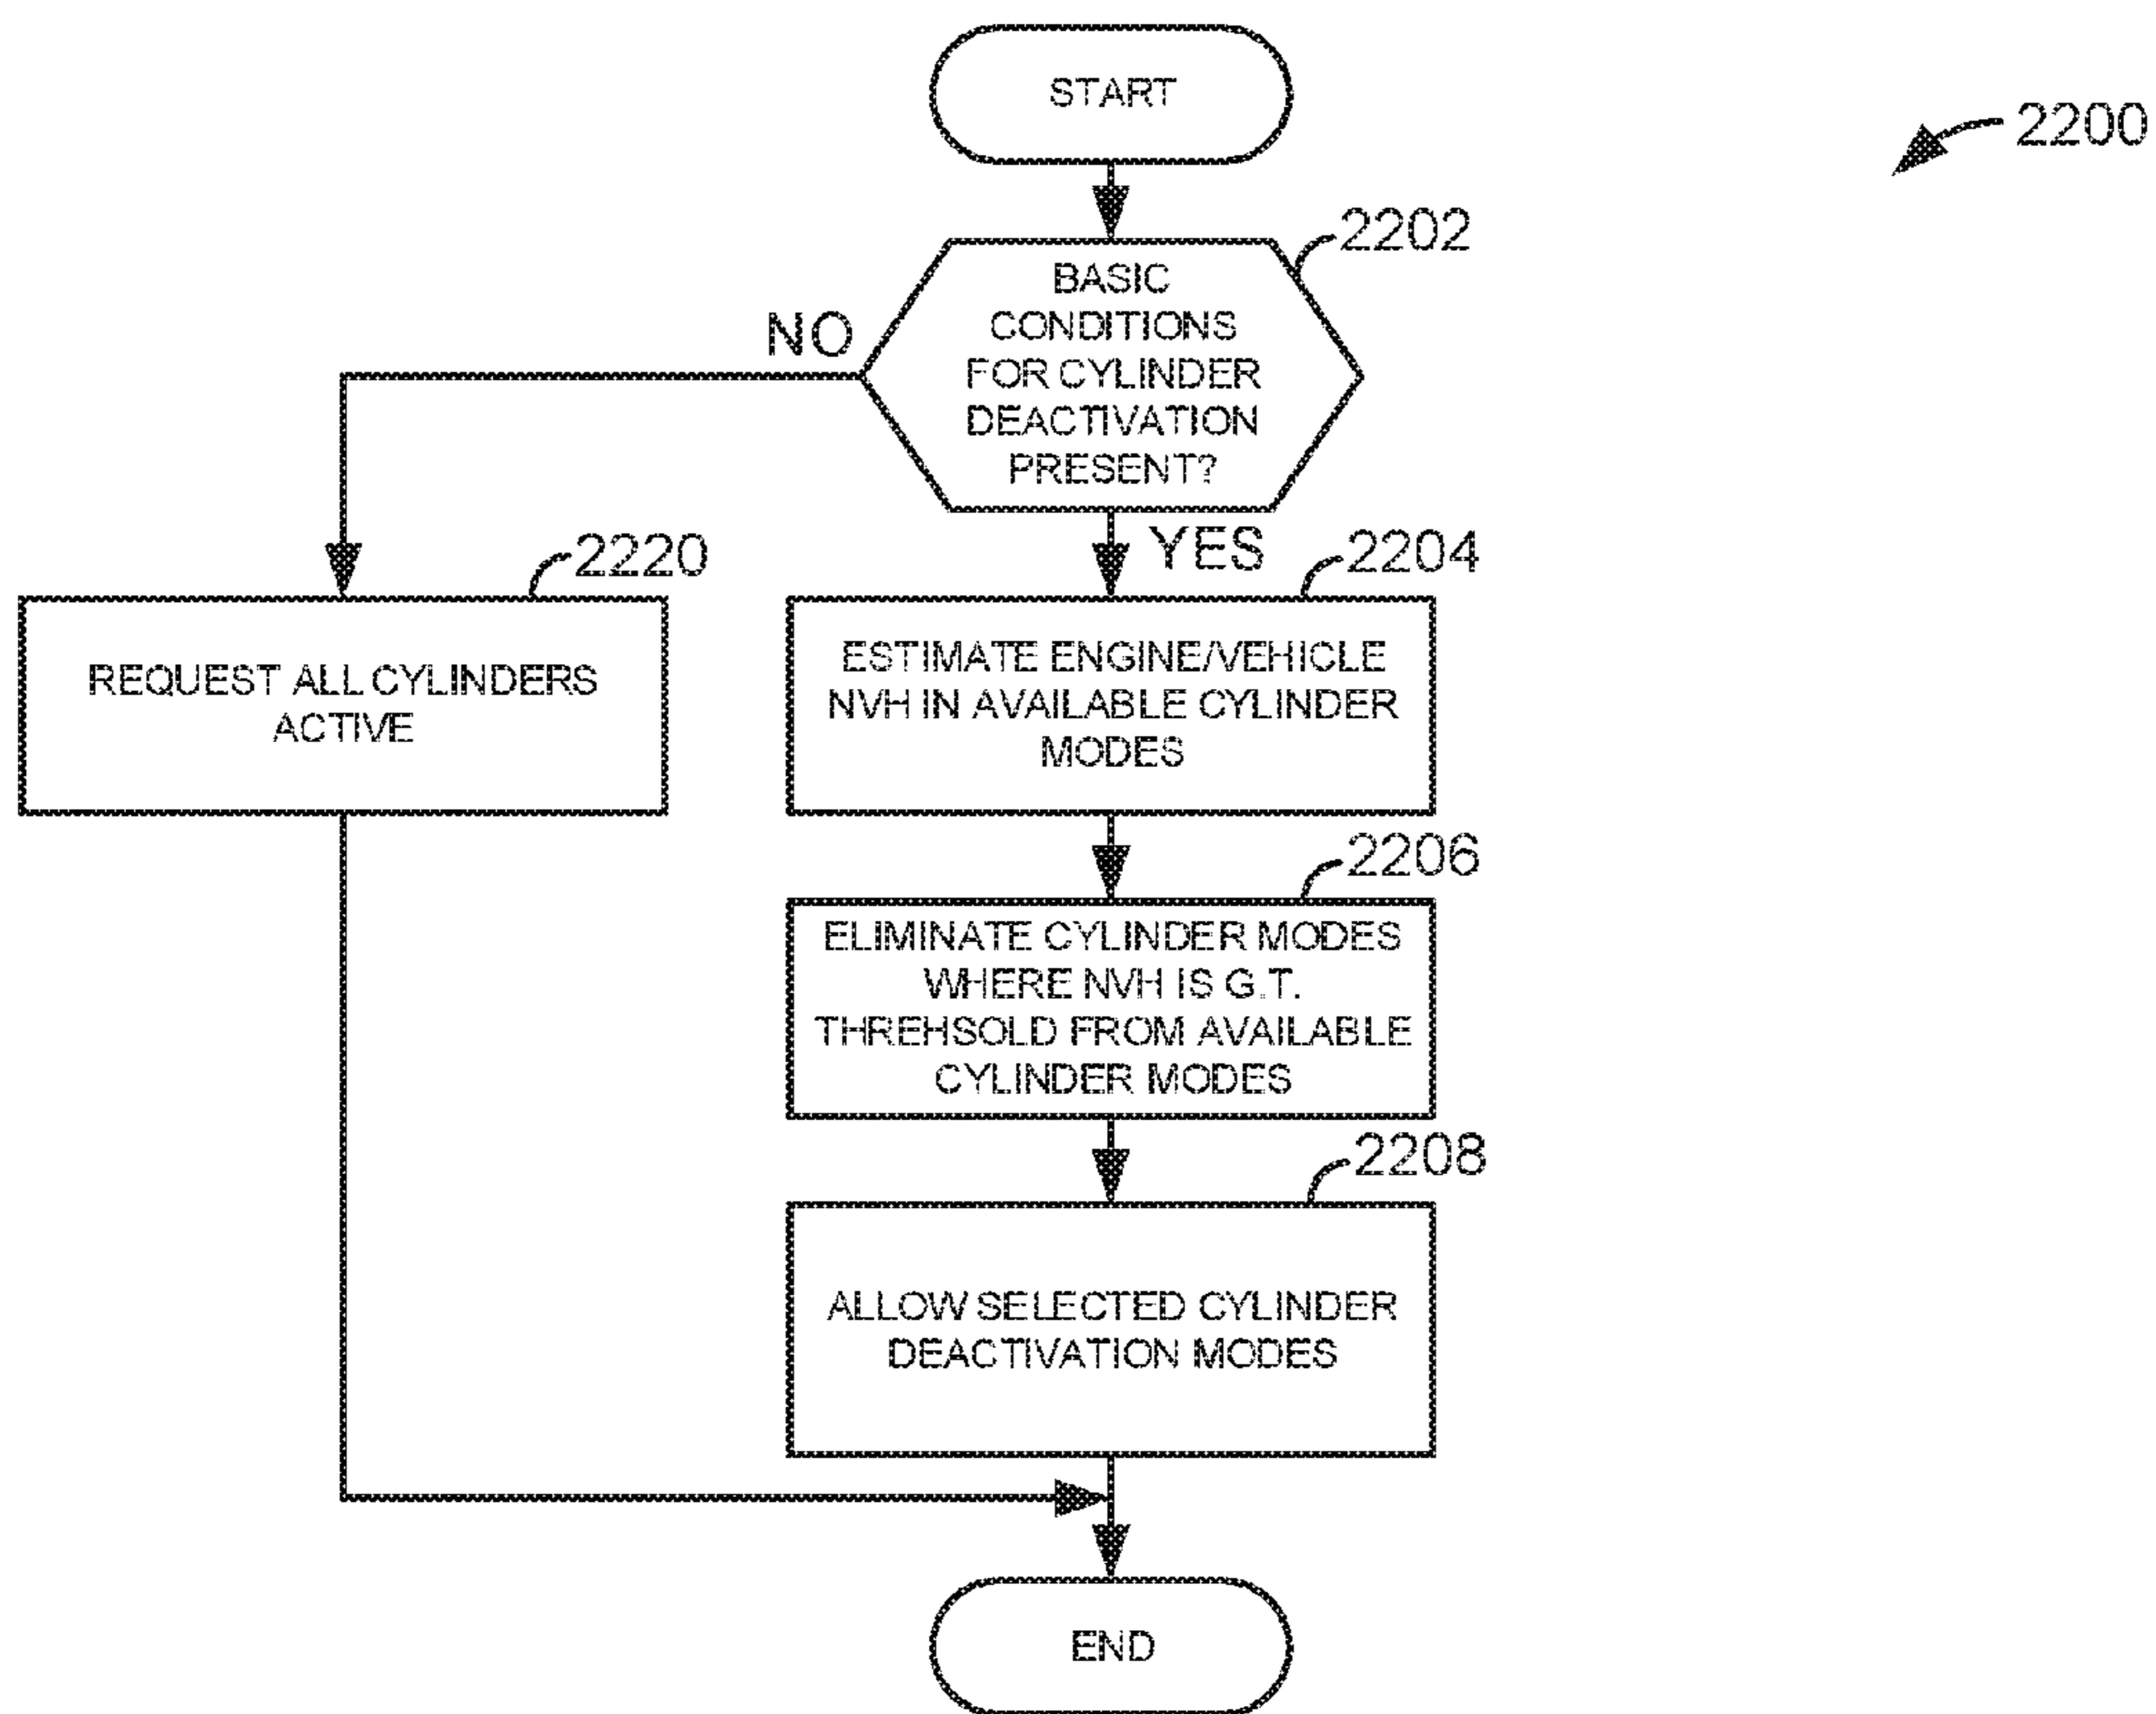 START
2200
2202
BASIC
CONDITIONS
FOR CYLINDER
DEACTIVATION
PRESENT?
NO
YES
2220
REQUEST ALL CYLINDERS
ACTIVE
2204
ESTIMATE ENGINE/VEHICLE
NVH IN AVAILABLE CYLINDER
MODES
2206
ELIMINATE CYLINDER MODES
WHERE NVH IS G.T.
THREHSOLD FROM AVAILABLE
CYLINDER MODES
2208
ALLOW SELECTED CYLINDER
DEACTIVATION MODES
END